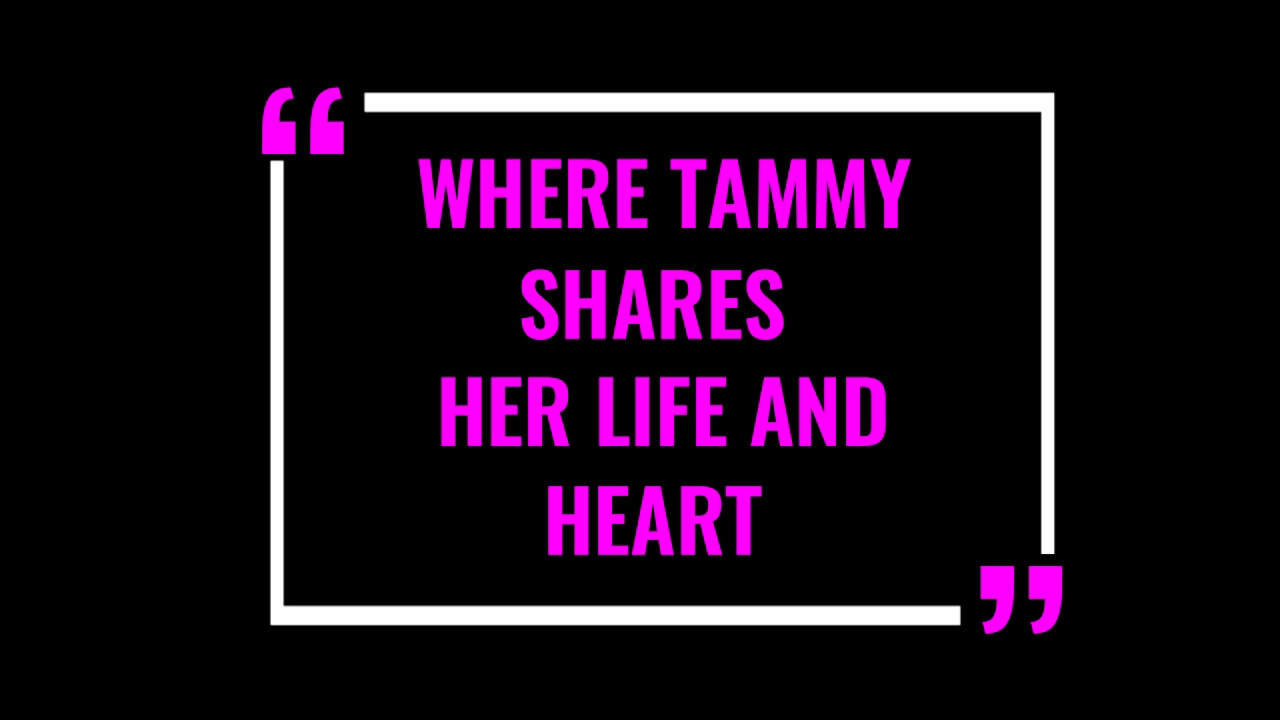 “
WHERE TAMMY
SHARES
HER LIFE AND
HEART
”